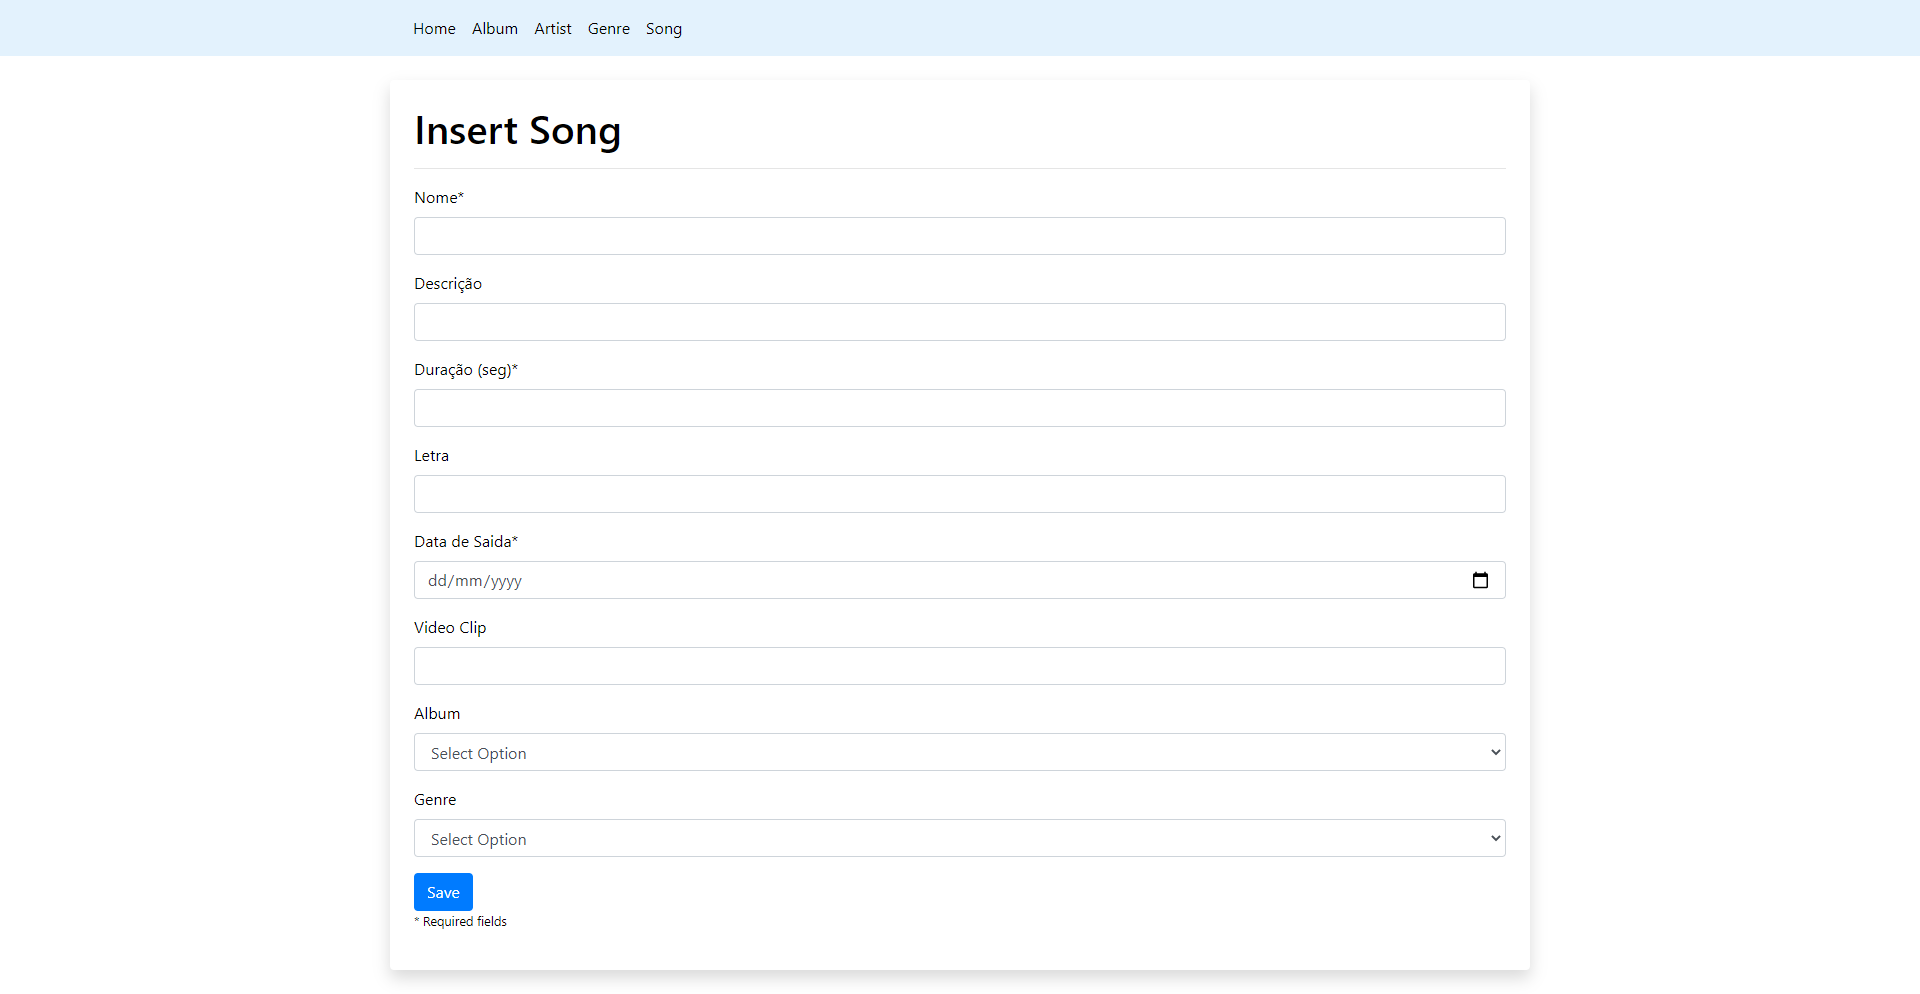 Home Album Artist Genre Song
Insert Song
Nome*
Descrição
Duração (seg)*
Letra
Data de Saida*
dd/mm/yyyy
Video Clip
Album
Select Option
Genre
Select Option
Save
* Required fields